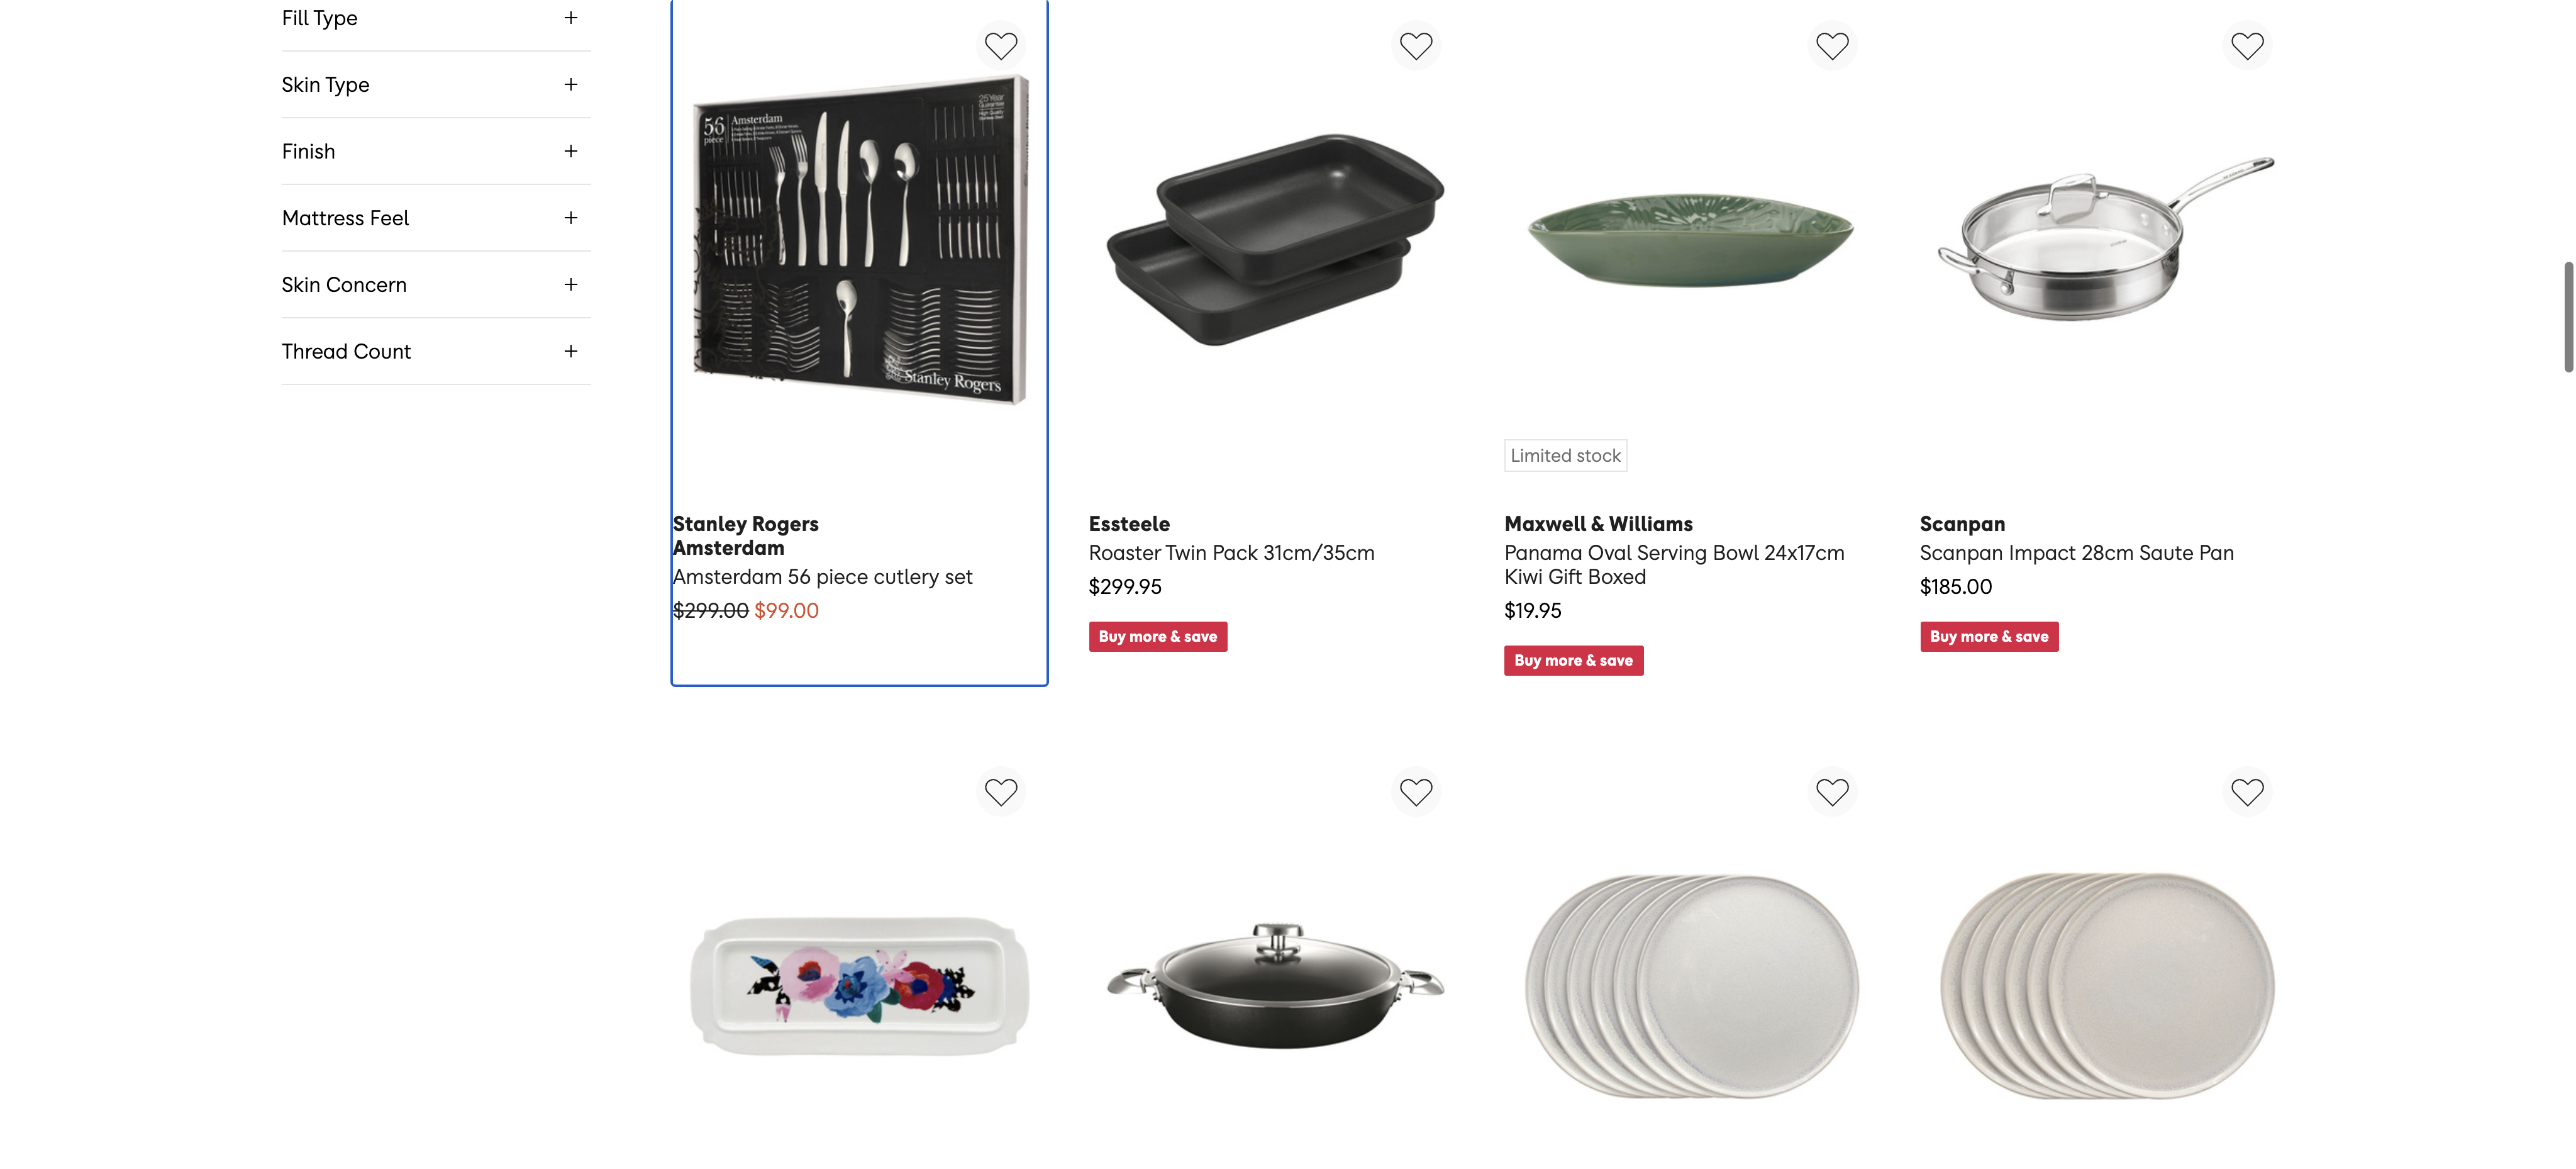 Fill Type
Skin Type
Finish
Mattress Feel
Skin Concern
Thread Count
56
piece
Amsterdam
25 Year
Guarantee
Stanley Rogers
Limited stock
Stanley Rogers
Amsterdam
Amsterdam 56 piece cutlery set
$299.00 $99.00
Essteele
Roaster Twin Pack 31cm/35cm
$299.95
Buy more & save
Maxwell & Williams
Panama Oval Serving Bowl 24x17cm
Kiwi Gift Boxed
$19.95
Buy more & save
Scanpan
Scanpan Impact 28cm Saute Pan
$185.00
Buy more & save